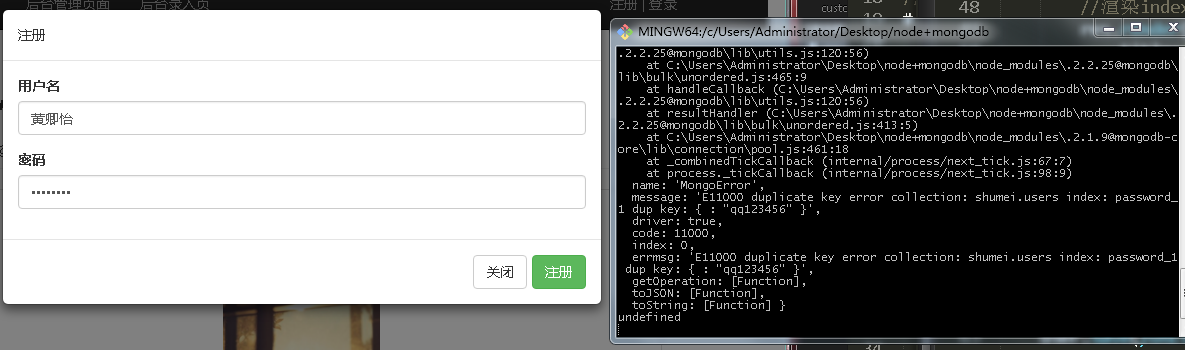 后台管理页面 后台录入页
注册 | 登录
注册
用户名
黄卿怡
密码
••••••••
关闭 注册
custc
48 //渲染inde
MINGW64:/c/Users/Administrator/Desktop/node+mongodb
.2.2.25@mongodb\lib\utils.js:120:56)
at C:\Users\Administrator\Desktop\node+mongodb\node_modules\.2.2.25@mongodb\
lib\bulk\unordered.js:465:9
at handleCallback (C:\Users\Administrator\Desktop\node+mongodb\node_modules\
.2.2.25@mongodb\lib\utils.js:120:56)
at resultHandler (C:\Users\Administrator\Desktop\node+mongodb\node_modules\.
2.2.25@mongodb\lib\bulk\unordered.js:413:5)
at C:\Users\Administrator\Desktop\node+mongodb\node_modules\.2.1.9@mongodb-c
ore\lib\connection\pool.js:461:18
at _combinedTickCallback (internal/process/next_tick.js:67:7)
at process._tickCallback (internal/process/next_tick.js:98:9)
name: 'MongoError',
message: 'E11000 duplicate key error collection: shumei.users index: password_
1 dup key: { : "qq123456" }',
driver: true,
code: 11000,
index: 0,
errmsg: 'E11000 duplicate key error collection: shumei.users index: password_1
dup key: { : "qq123456" }',
getOperation: [Function],
toJSON: [Function],
toString: [Function] }
undefined